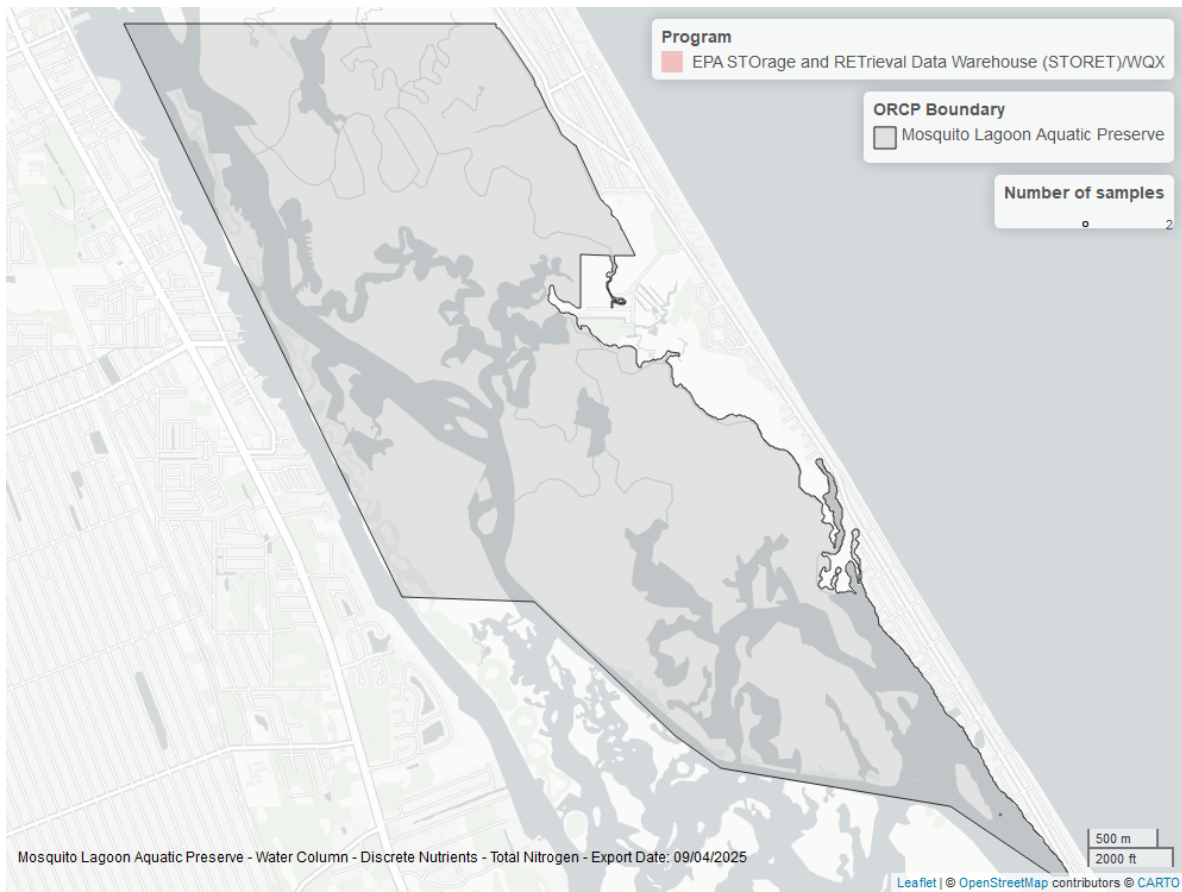 Program
EPA STOrage and RETrieval Data Warehouse (STORET)/WQX
ORCP Boundary
Mosquito Lagoon Aquatic Preserve
Number of samples
2
500 m
2000 ft
Mosquito Lagoon Aquatic Preserve - Water Column - Discrete Nutrients - Total Nitrogen - Export Date: 09/04/2025
Leaflet | © OpenStreetMap contributors © CARTO